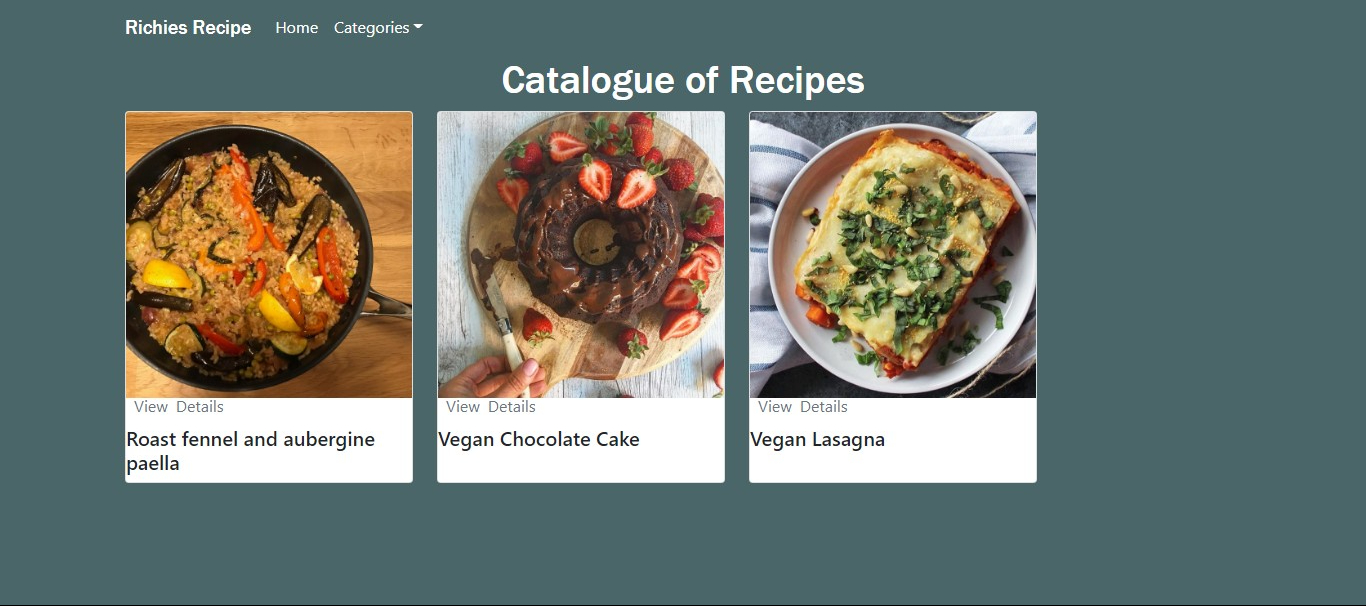 Richies Recipe Home Categories
Catalogue of Recipes
View Details
Roast fennel and aubergine
paella
View Details
Vegan Chocolate Cake
View Details
Vegan Lasagna